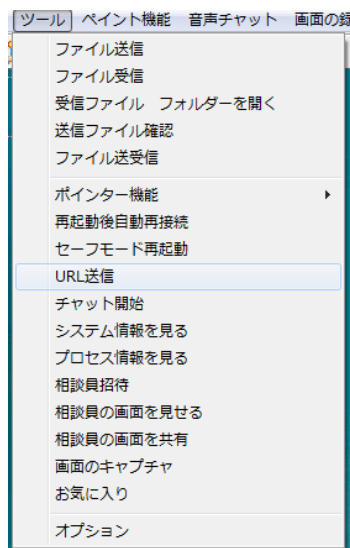 ツール ペイント機能 音声チャット 画面の録
ファイル送信
ファイル受信
受信ファイル　フォルダーを開く
送信ファイル確認
ファイル送受信
ポインター機能
再起動後自動再接続
セーフモード再起動
URL送信
チャット開始
システム情報を見る
プロセス情報を見る
相談員招待
相談員の画面を見せる
相談員の画面を共有
画面のキャプチャ
お気に入り
オプション